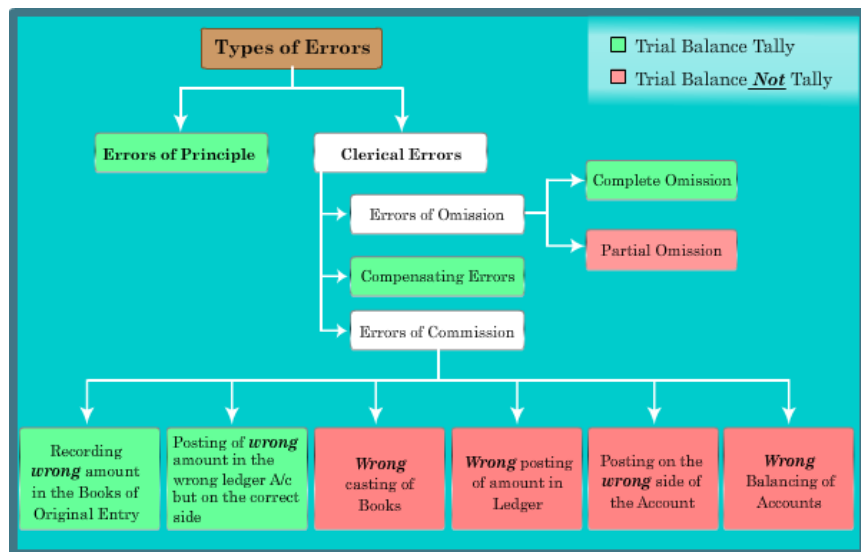 Types of Errors
Trial Balance Tally
Trial Balance Not Tally
Errors of Principle
Clerical Errors
Errors of Omission
Complete Omission
Partial Omission
Compensating Errors
Errors of Commission
Recording
wrong amount
in the Books of
Original Entry
Posting of wrong
amount in the
wrong ledger A/c
but on the correct
side
Wrong
casting of
Books
Wrong posting
of amount in
Ledger
Posting on the
wrong side of
the Account
Wrong
Balancing of
Accounts